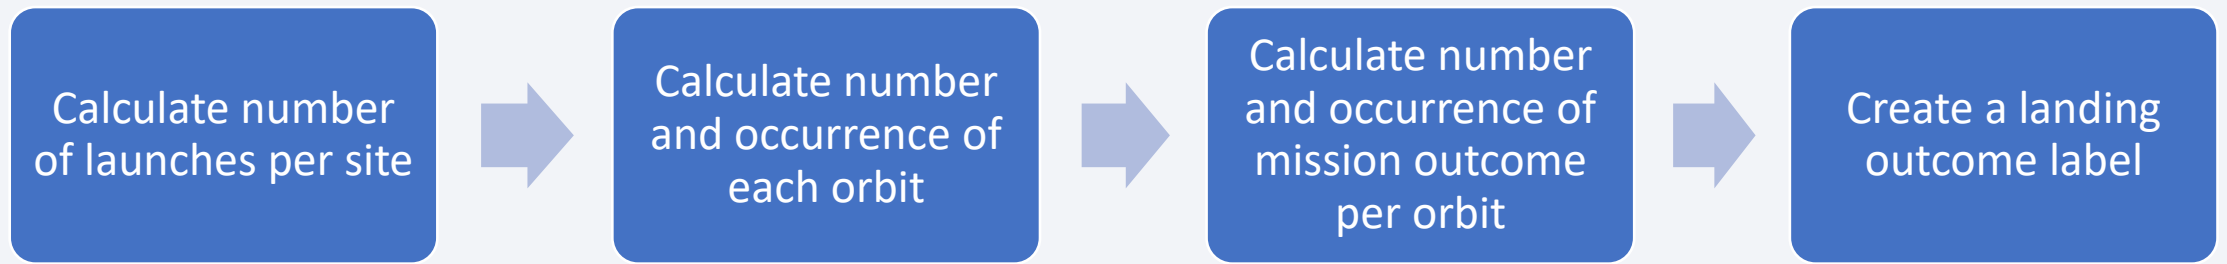 Calculate number
of launches per site
Calculate number
and occurrence of
each orbit
Calculate number
and occurrence of
mission outcome
per orbit
Create a landing
outcome label